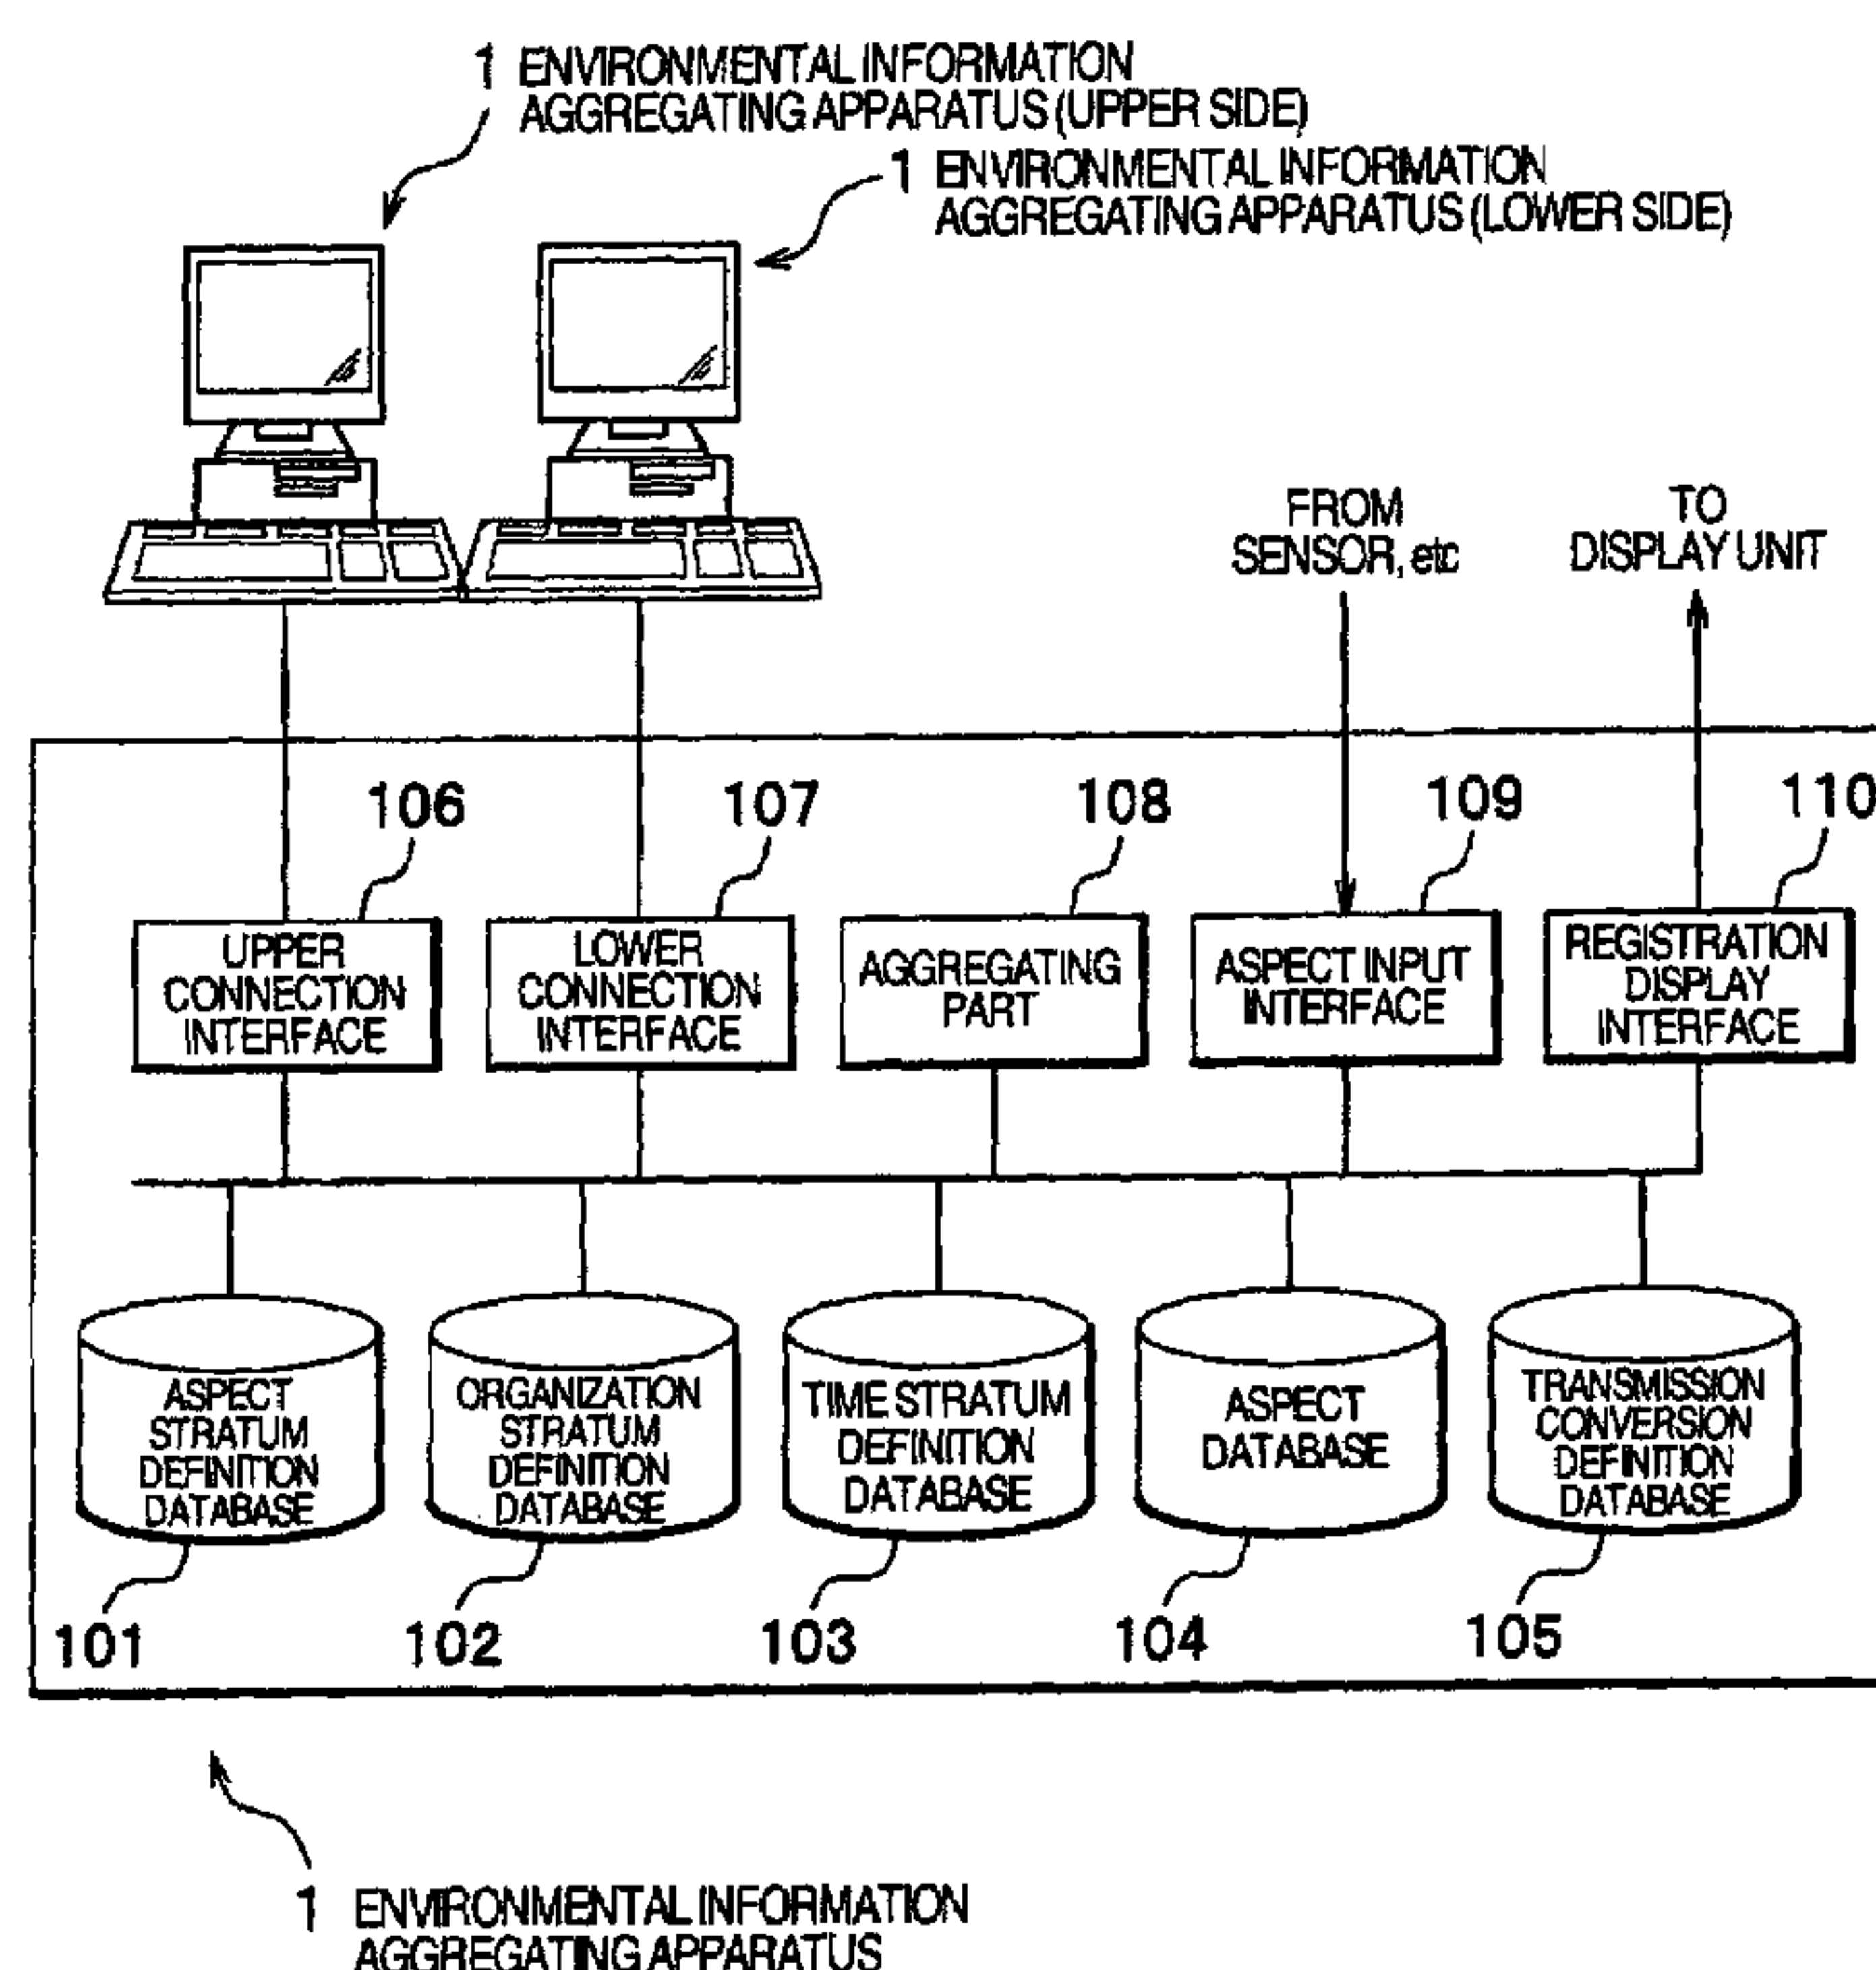 1 ENVIRONMENTAL INFORMATION
AGGREGATING APPARATUS (UPPER SIDE)
1 ENVIRONMENTAL INFORMATION
AGGREGATING APPARATUS (LOWER SIDE)
FROM
SENSOR, etc
TO
DISPLAY UNIT
106
107
108
109
110
UPPER
CONNECTION
INTERFACE
LOWER
CONNECTION
INTERFACE
AGGREGATING
PART
ASPECT INPUT
INTERFACE
REGISTRATION
DISPLAY
INTERFACE
ASPECT
STRATUM
DEFINITION
DATABASE
ORGANIZATION
STRATUM
DEFINITION
DATABASE
TIME STRATUM
DEFINITION
DATABASE
ASPECT
DATABASE
TRANSMISSION
CONVERSION
DEFINITION
DATABASE
101
102
103
104
105
1 ENVIRONMENTAL INFORMATION
AGGREGATING APPARATUS